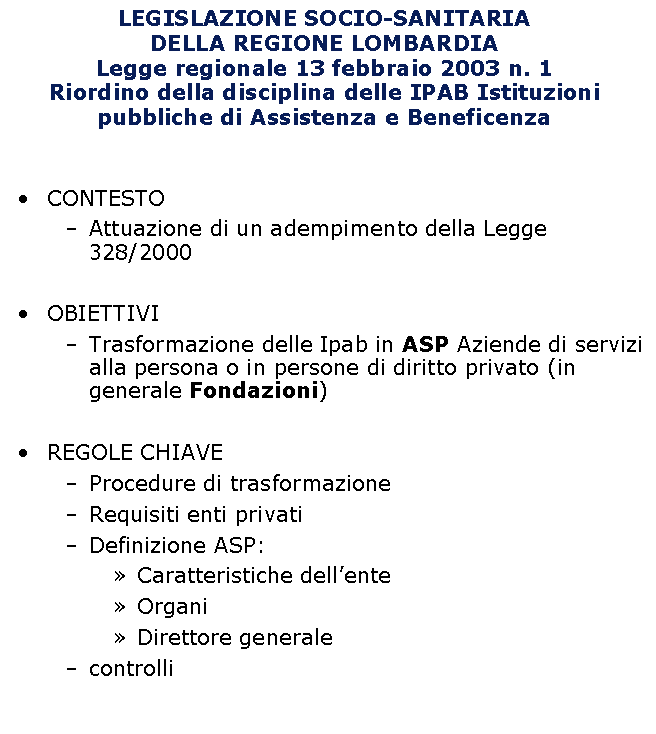 LEGISLAZIONE SOCIO-SANITARIA
DELLA REGIONE LOMBARDIA
Legge regionale 13 febbraio 2003 n. 1
Riordino della disciplina delle IPAB Istituzioni
pubbliche di Assistenza e Beneficenza
• CONTESTO
– Attuazione di un adempimento della Legge
328/2000
• OBIETTIVI
– Trasformazione delle Ipab in ASP Aziende di servizi
alla persona o in persone di diritto privato (in
generale Fondazioni)
• REGOLE CHIAVE
– Procedure di trasformazione
– Requisiti enti privati
– Definizione ASP:
» Caratteristiche dell’ente
» Organi
» Direttore generale
– controlli